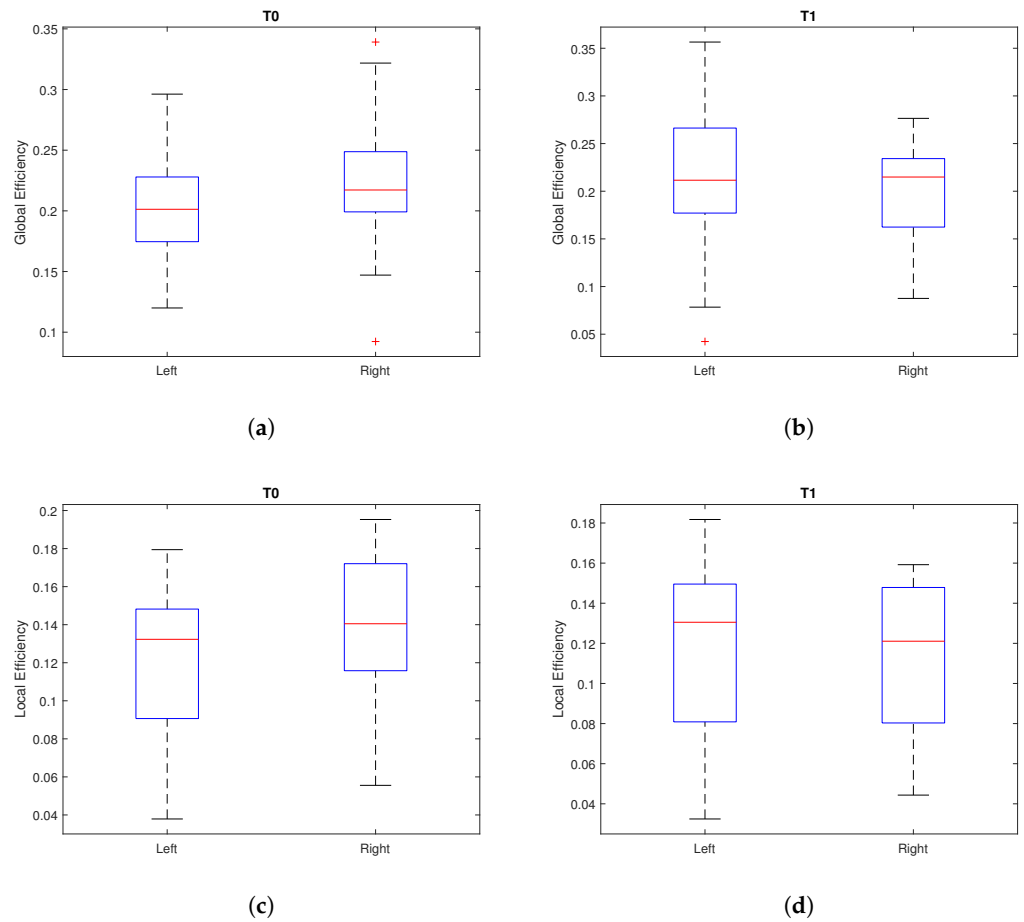 T0
0.35
0.3
0.25
0.2
0.15
0.1
Global Efficiency
Left
Right
(a)
T1
0.35
0.3
0.25
0.2
0.15
0.1
0.05
Global Efficiency
Left
Right
(b)
T0
0.2
0.18
0.16
0.14
0.12
0.1
0.08
0.06
0.04
Local Efficiency
Left
Right
(c)
T1
0.18
0.16
0.14
0.12
0.1
0.08
0.06
0.04
Local Efficiency
Left
Right
(d)